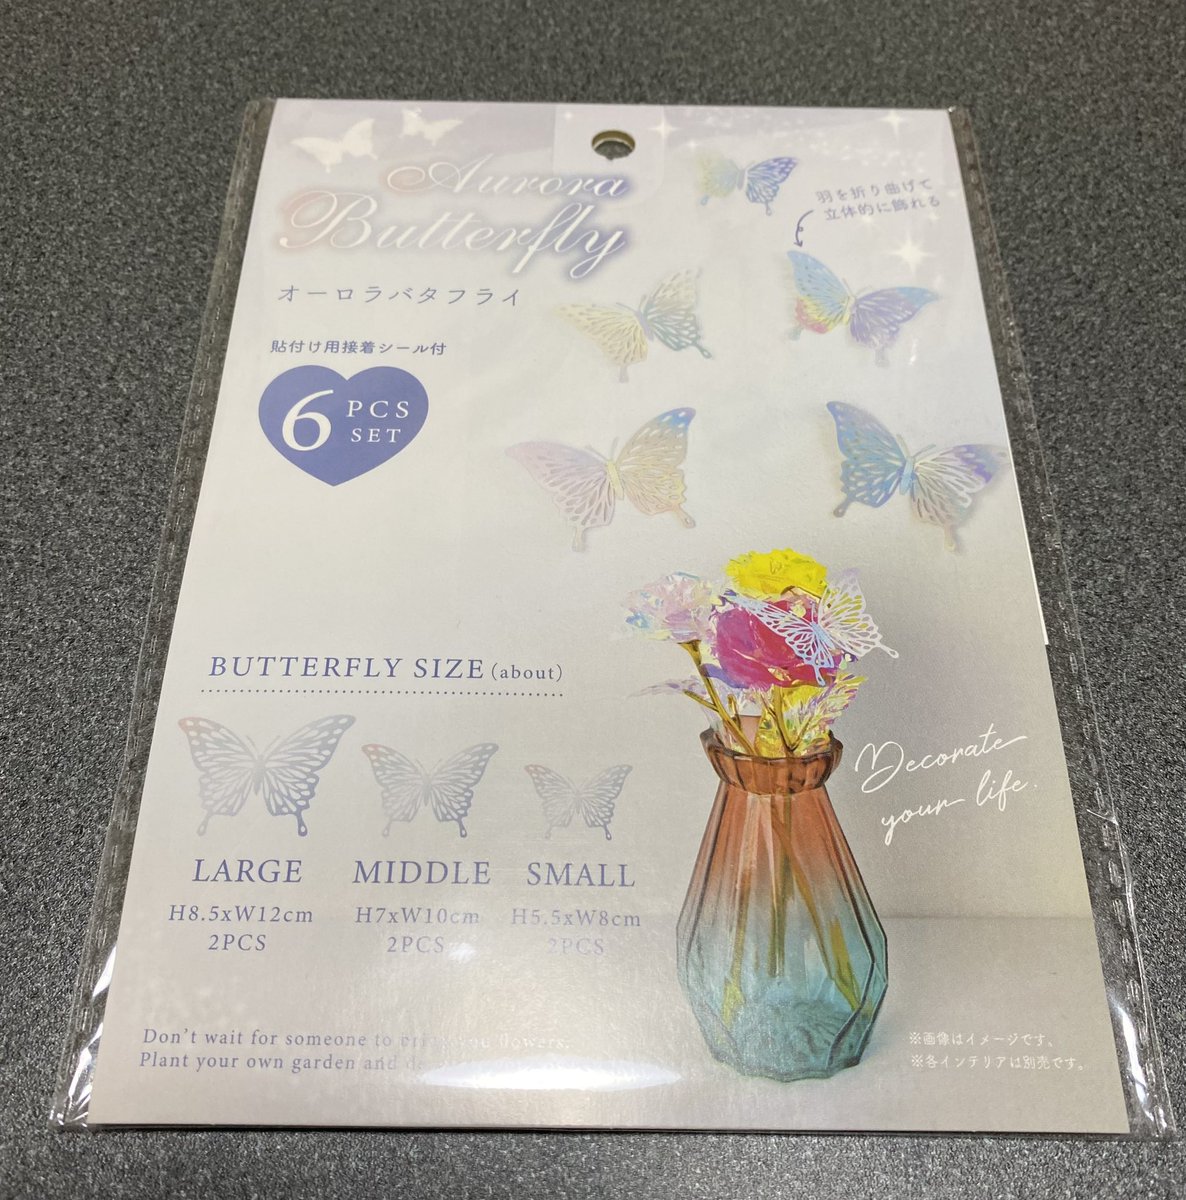 Aurora
Butterfly
オーロラバタフライ
羽を折り曲げて
立体的に飾れる
貼付け用接着シール付
6 PCS
SET
BUTTERFLY SIZE (about)
LARGE
H8.5xW12cm
2PCS
MIDDLE
H7xW10cm
2PCS
SMALL
H5.5xW8cm
2PCS
Decorate
your life.
Don't wait for someone to bring you flowers.
Plant your own garden and
※画像はイメージです。
※各インテリアは別売です。